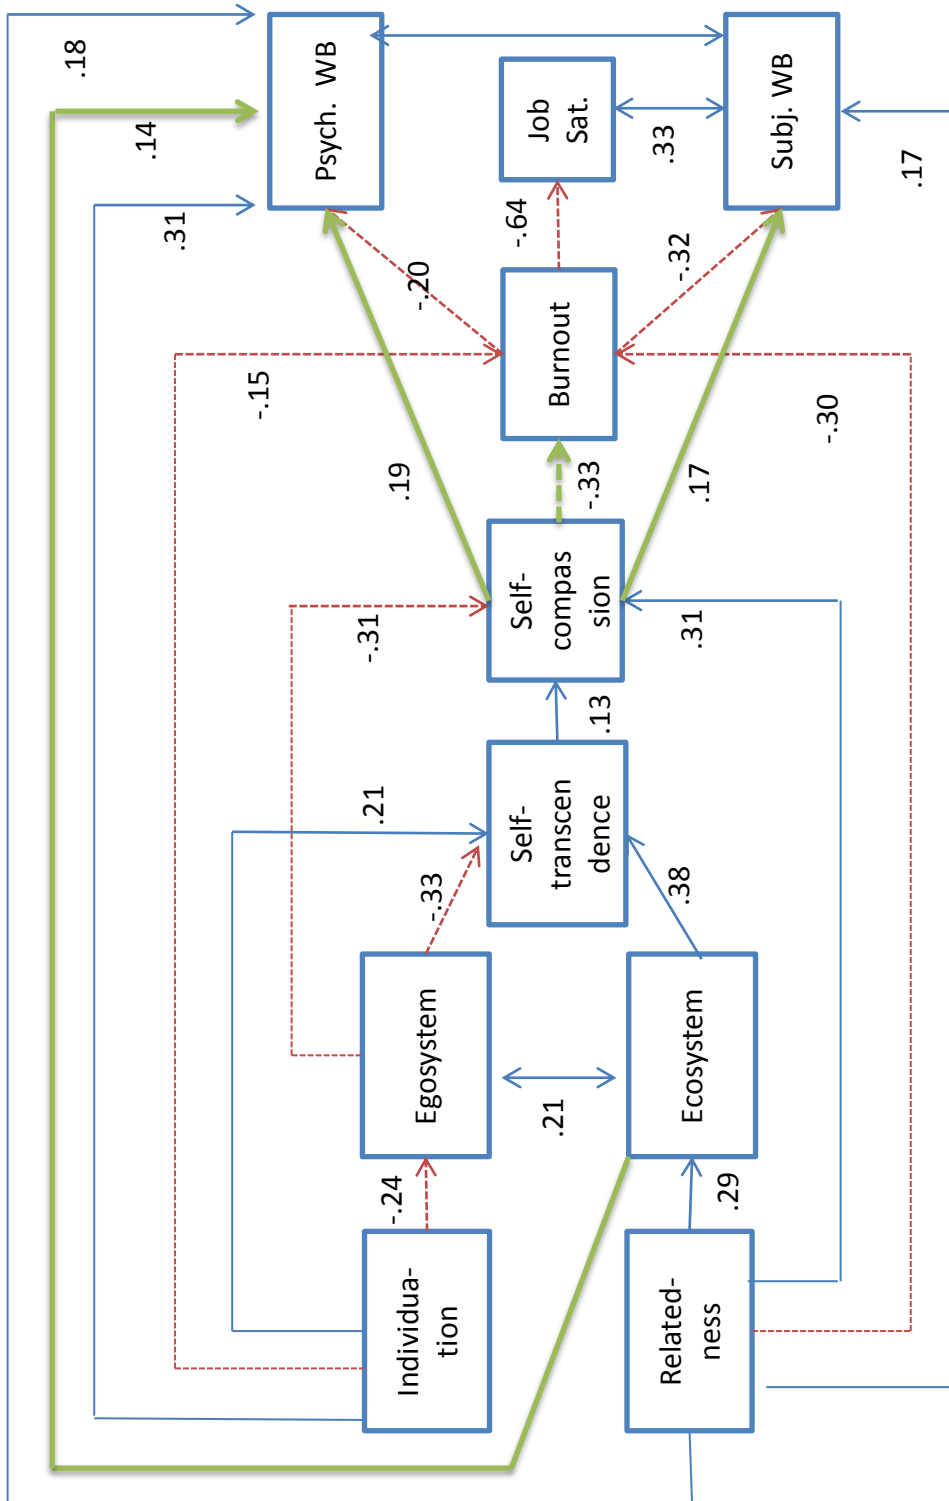 .18
.14
.31
-.15
Psych. WB
.21
-.31
.19
-.20
Individua-
tion
-.24
Egosystem
-.33
Self-
transcen
dence
.13
Self-
compas
sion
-.33
Burnout
-.64
Job
Sat.
.21
.33
Related-
ness
.29
Ecosystem
.38
.31
.17
-.32
Subj. WB
-.30
.17